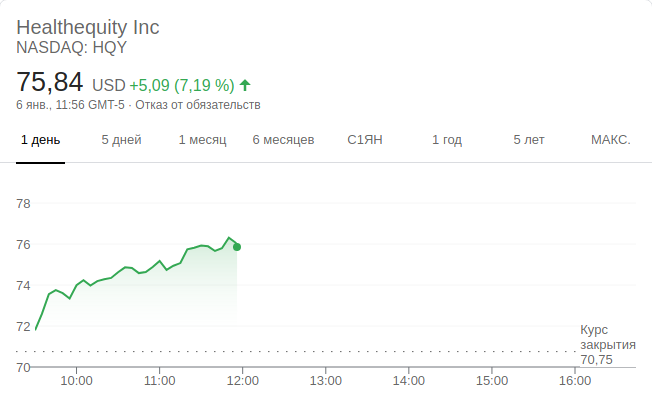 Healthequity Inc
NASDAQ: HQY
75,84 USD +5,09 (7,19 %)
6 янв., 11:56 GMT-5 · Отказ от обязательств
1 день 5 дней 1 месяц 6 месяцев С1ЯН 1 год 5 лет МАКС.
78
76
74
72
70
Курс
закрытия
70,75
10:00 11:00 12:00 13:00 14:00 15:00 16:00